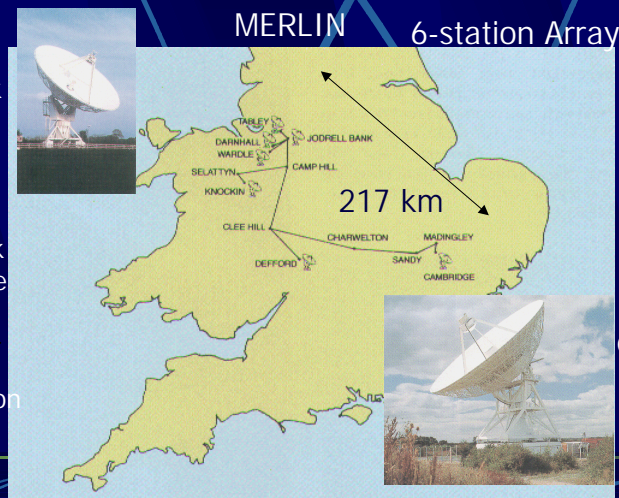 MERLIN
6-station Array
TABLEY
DARNHALL
JODRELL BANK
WARDLE
CAMP HILL
SELATTYN
KNOCKIN
217 km
CLEE HILL
CHARWELTON
MADINGLEY
DEFFORD
SANDY
CAMBRIDGE